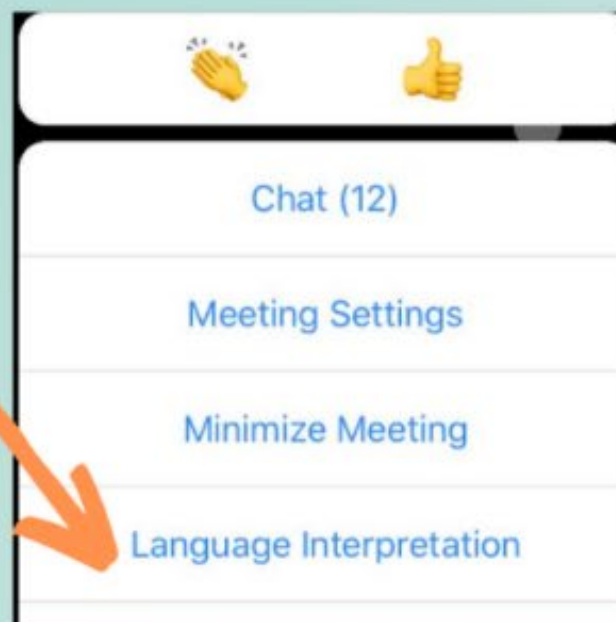 Chat (12)
Meeting Settings
Minimize Meeting
Language Interpretation